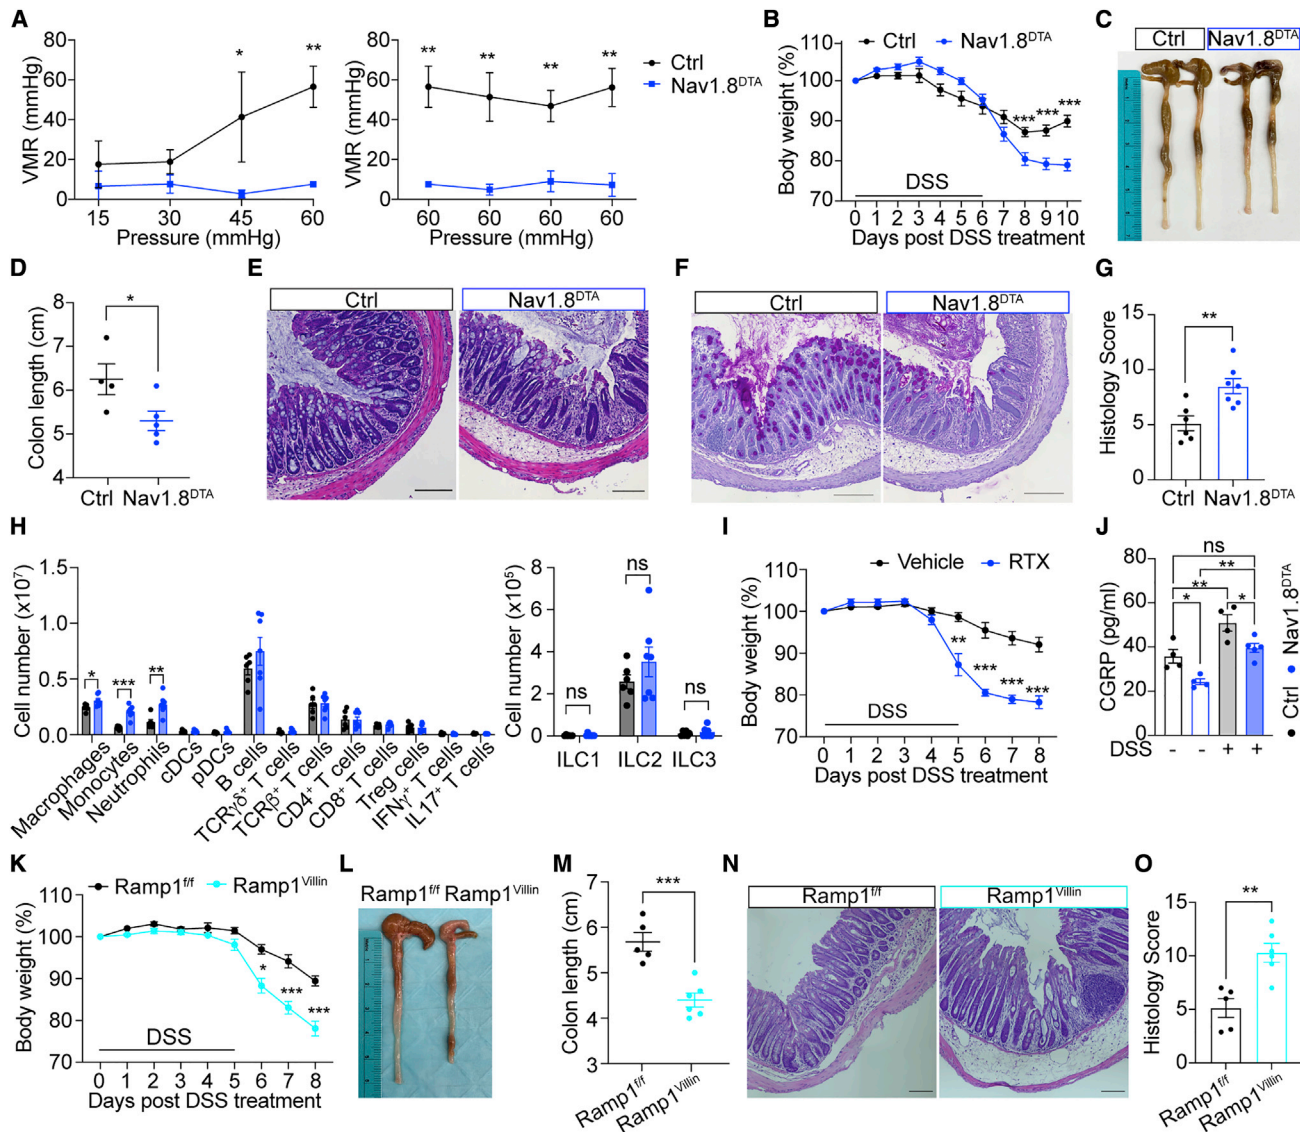 A
VMR (mmHg)
80
60
40
20
0
15 30 45 60
Pressure (mmHg)
* **
80
60
40
20
0
60 60 60 60
Pressure (mmHg)
VMR (mmHg)
** ** ** **
Ctrl
Nav1.8DTA
B
Ctrl Nav1.8DTA
Body weight (%)
110
100
90
80
70
*** *** ***
DSS
0 1 2 3 4 5 6 7 8 9 10
Days post DSS treatment
C
Ctrl Nav1.8DTA
D
Colon length (cm)
8
7
6
5
4
*
Ctrl Nav1.8DTA
E
Ctrl Nav1.8DTA
F
Ctrl Nav1.8DTA
G
Histology Score
15
10
5
0
**
Ctrl Nav1.8DTA
H
Cell number (x10⁷)
1.5
1.0
0.5
0.0
* *** **
Macrophages
Monocytes
Neutrophils
cDCs
pDCs
B cells
TCRγδ⁺ T cells
TCRβ⁺ T cells
CD4⁺ T cells
CD8⁺ T cells
Treg cells
IFNγ⁺ T cells
IL17⁺ T cells
Cell number (x10⁵)
8
6
4
2
0
ns ns ns
ILC1 ILC2 ILC3
I
Vehicle RTX
Body weight (%)
110
100
90
80
70
** *** *** ***
DSS
0 1 2 3 4 5 6 7 8
Days post DSS treatment
J
CGRP (pg/ml)
80
60
40
20
0
ns
**
**
* *
DSS - - + +
Ctrl Nav1.8DTA
K
Ramp1f/f Ramp1Villin
Body weight (%)
110
100
90
80
70
* *** ***
DSS
0 1 2 3 4 5 6 7 8
Days post DSS treatment
L
Ramp1f/f Ramp1Villin
M
Colon length (cm)
7
6
5
4
3
***
Ramp1f/f
Ramp1Villin
N
Ramp1f/f Ramp1Villin
O
Histology Score
15
10
5
0
**
Ramp1f/f
Ramp1Villin